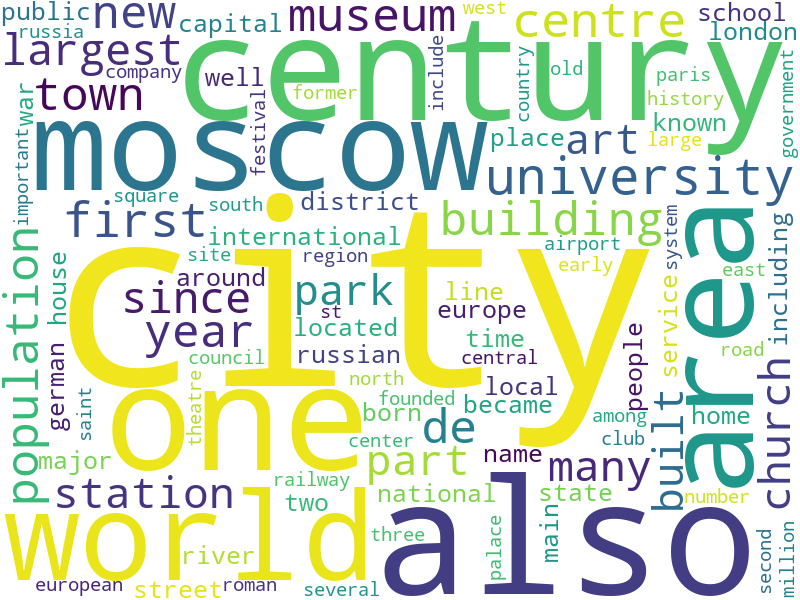 public
new
capital
museum
west
centre
school
russia
london
largest
company
well
century
include
country
old
paris
government
town
former
festival
history
war
important
moscow
place
art
known
large
university
square
south
district
first
international
building
airport
system
including
population
house
site
region
city
early
east
area
since
around
park
line
europe
service
year
st
located
time
road
russian
central
people
german
council
north
local
theatre
one
founded
born
became
among
home
saint
de
center
club
built
church
major
part
name
many
station
railway
national
state
number
world
two
also
main
river
three
palace
second
million
european
street
roman
several